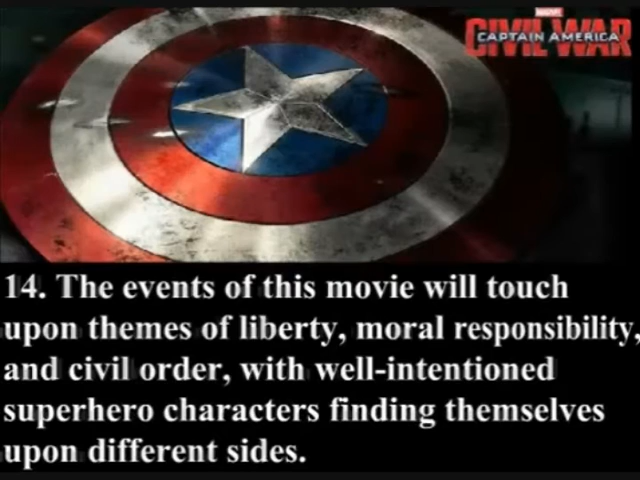 MARVEL
CIVIL WAR
CAPTAIN AMERICA
14. The events of this movie will touch
upon themes of liberty, moral responsibility,
and civil order, with well-intentioned
superhero characters finding themselves
upon different sides.